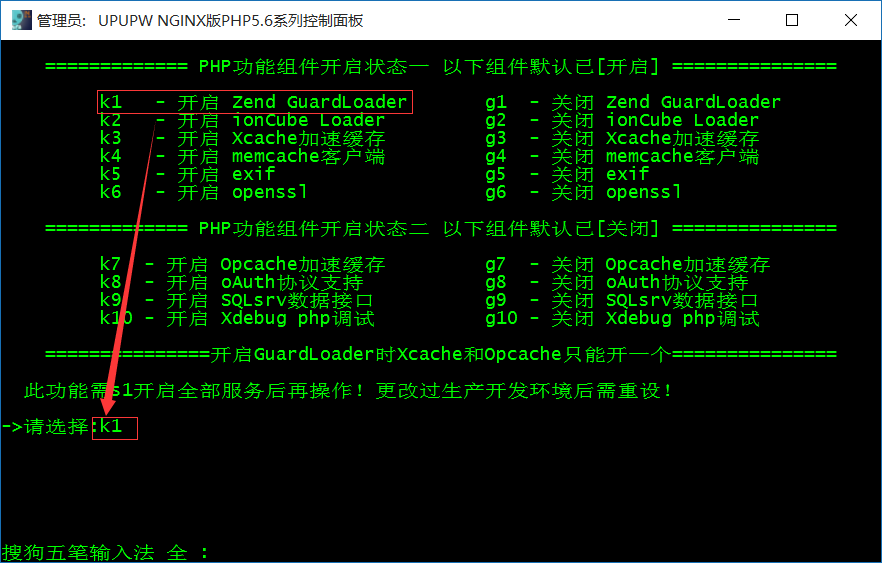 管理员: UPUPW NGINX版PHP5.6系列控制面板
============= PHP功能组件开启状态一 以下组件默认已[开启] ===============
k1 - 开启 Zend GuardLoader g1 - 关闭 Zend GuardLoader
k2 - 开启 ionCube Loader g2 - 关闭 ionCube Loader
k3 - 开启 Xcache加速缓存 g3 - 关闭 Xcache加速缓存
k4 - 开启 memcache客户端 g4 - 关闭 memcache客户端
k5 - 开启 exif g5 - 关闭 exif
k6 - 开启 openssl g6 - 关闭 openssl
============= PHP功能组件开启状态二 以下组件默认已[关闭] ===============
k7 - 开启 Opcache加速缓存 g7 - 关闭 Opcache加速缓存
k8 - 开启 oAuth协议支持 g8 - 关闭 oAuth协议支持
k9 - 开启 SQLsrv数据接口 g9 - 关闭 SQLsrv数据接口
k10 - 开启 Xdebug php调试 g10 - 关闭 Xdebug php调试
===============开启GuardLoader时Xcache和Opcache只能开一个===============
此功能需s1开启全部服务后再操作! 更改过生产开发环境后需重设!
->请选择:k1
搜狗五笔输入法 全 :